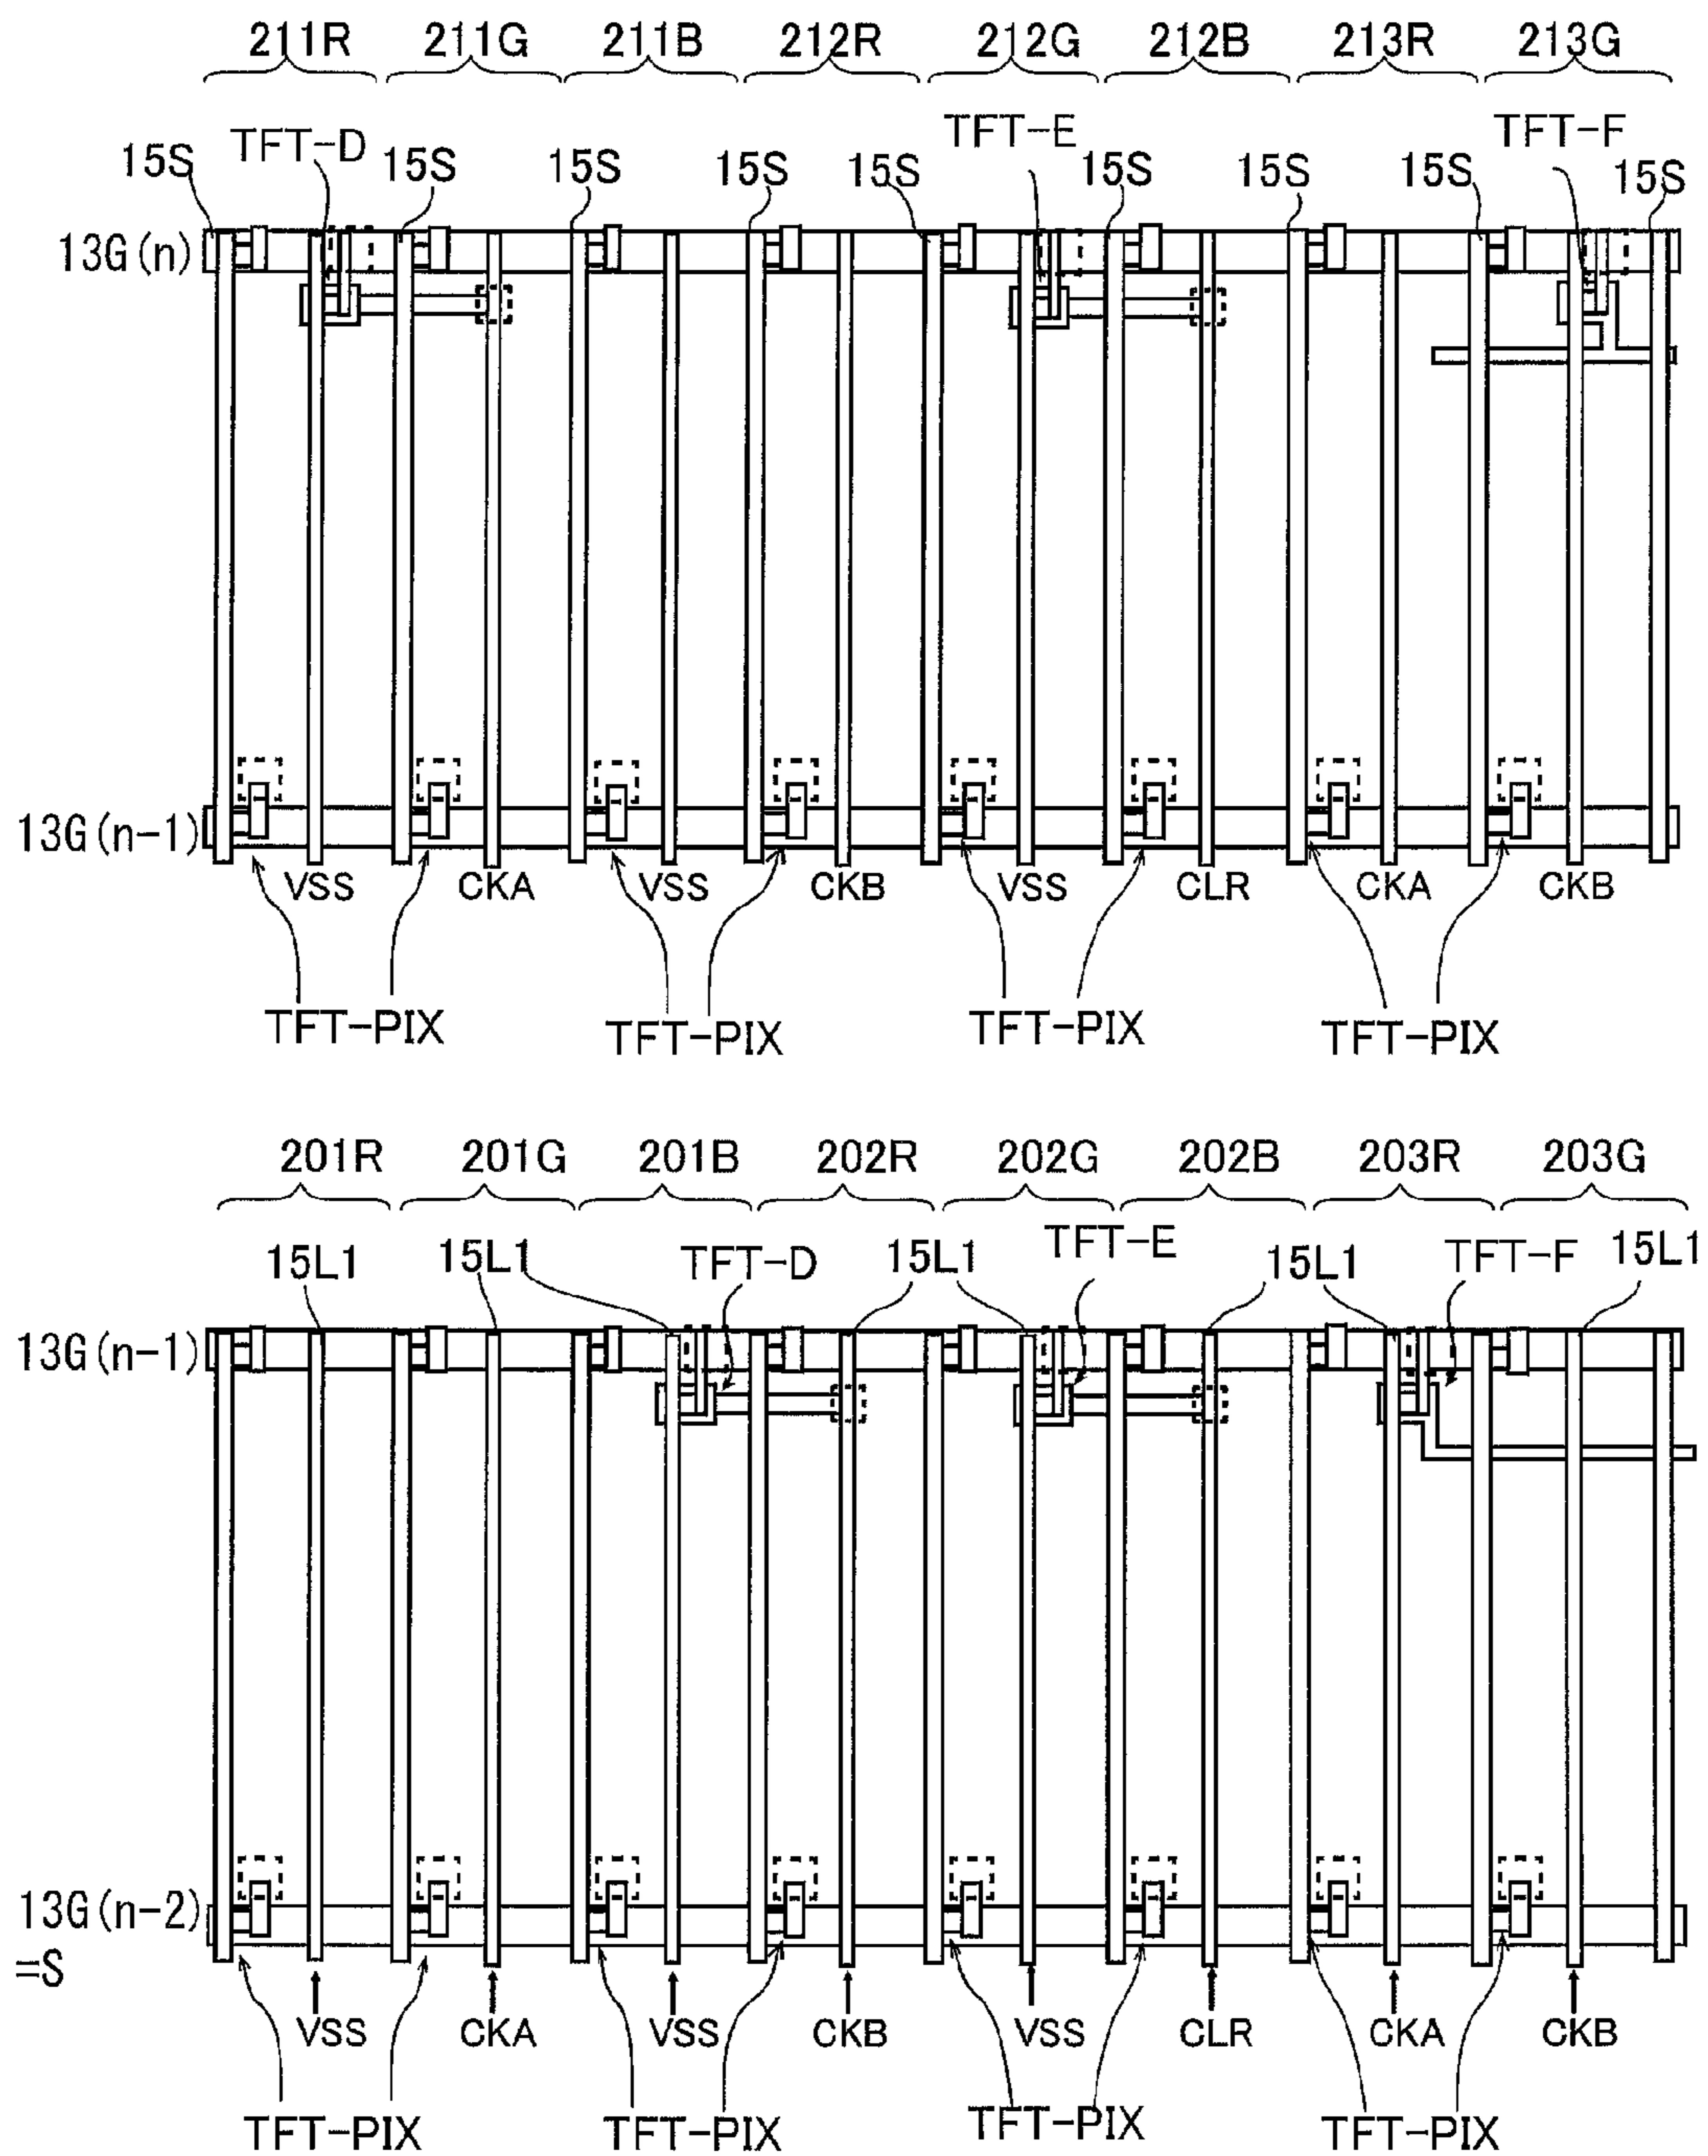 211R 211G 211B 212R 212G 212B 213R 213G
TFT-D TFT-E TFT-F
15S 15S 15S 15S 15S 15S 15S 15S 15S
13G(n)
13G(n-1)
VSS CKA VSS CKB VSS CLR CKA CKB
TFT-PIX TFT-PIX TFT-PIX TFT-PIX
201R 201G 201B 202R 202G 202B 203R 203G
15L1 15L1 TFT-D 15L1 TFT-E 15L1 TFT-F 15L1
13G(n-1)
13G(n-2)
=S
VSS CKA VSS CKB VSS CLR CKA CKB
TFT-PIX TFT-PIX TFT-PIX TFT-PIX